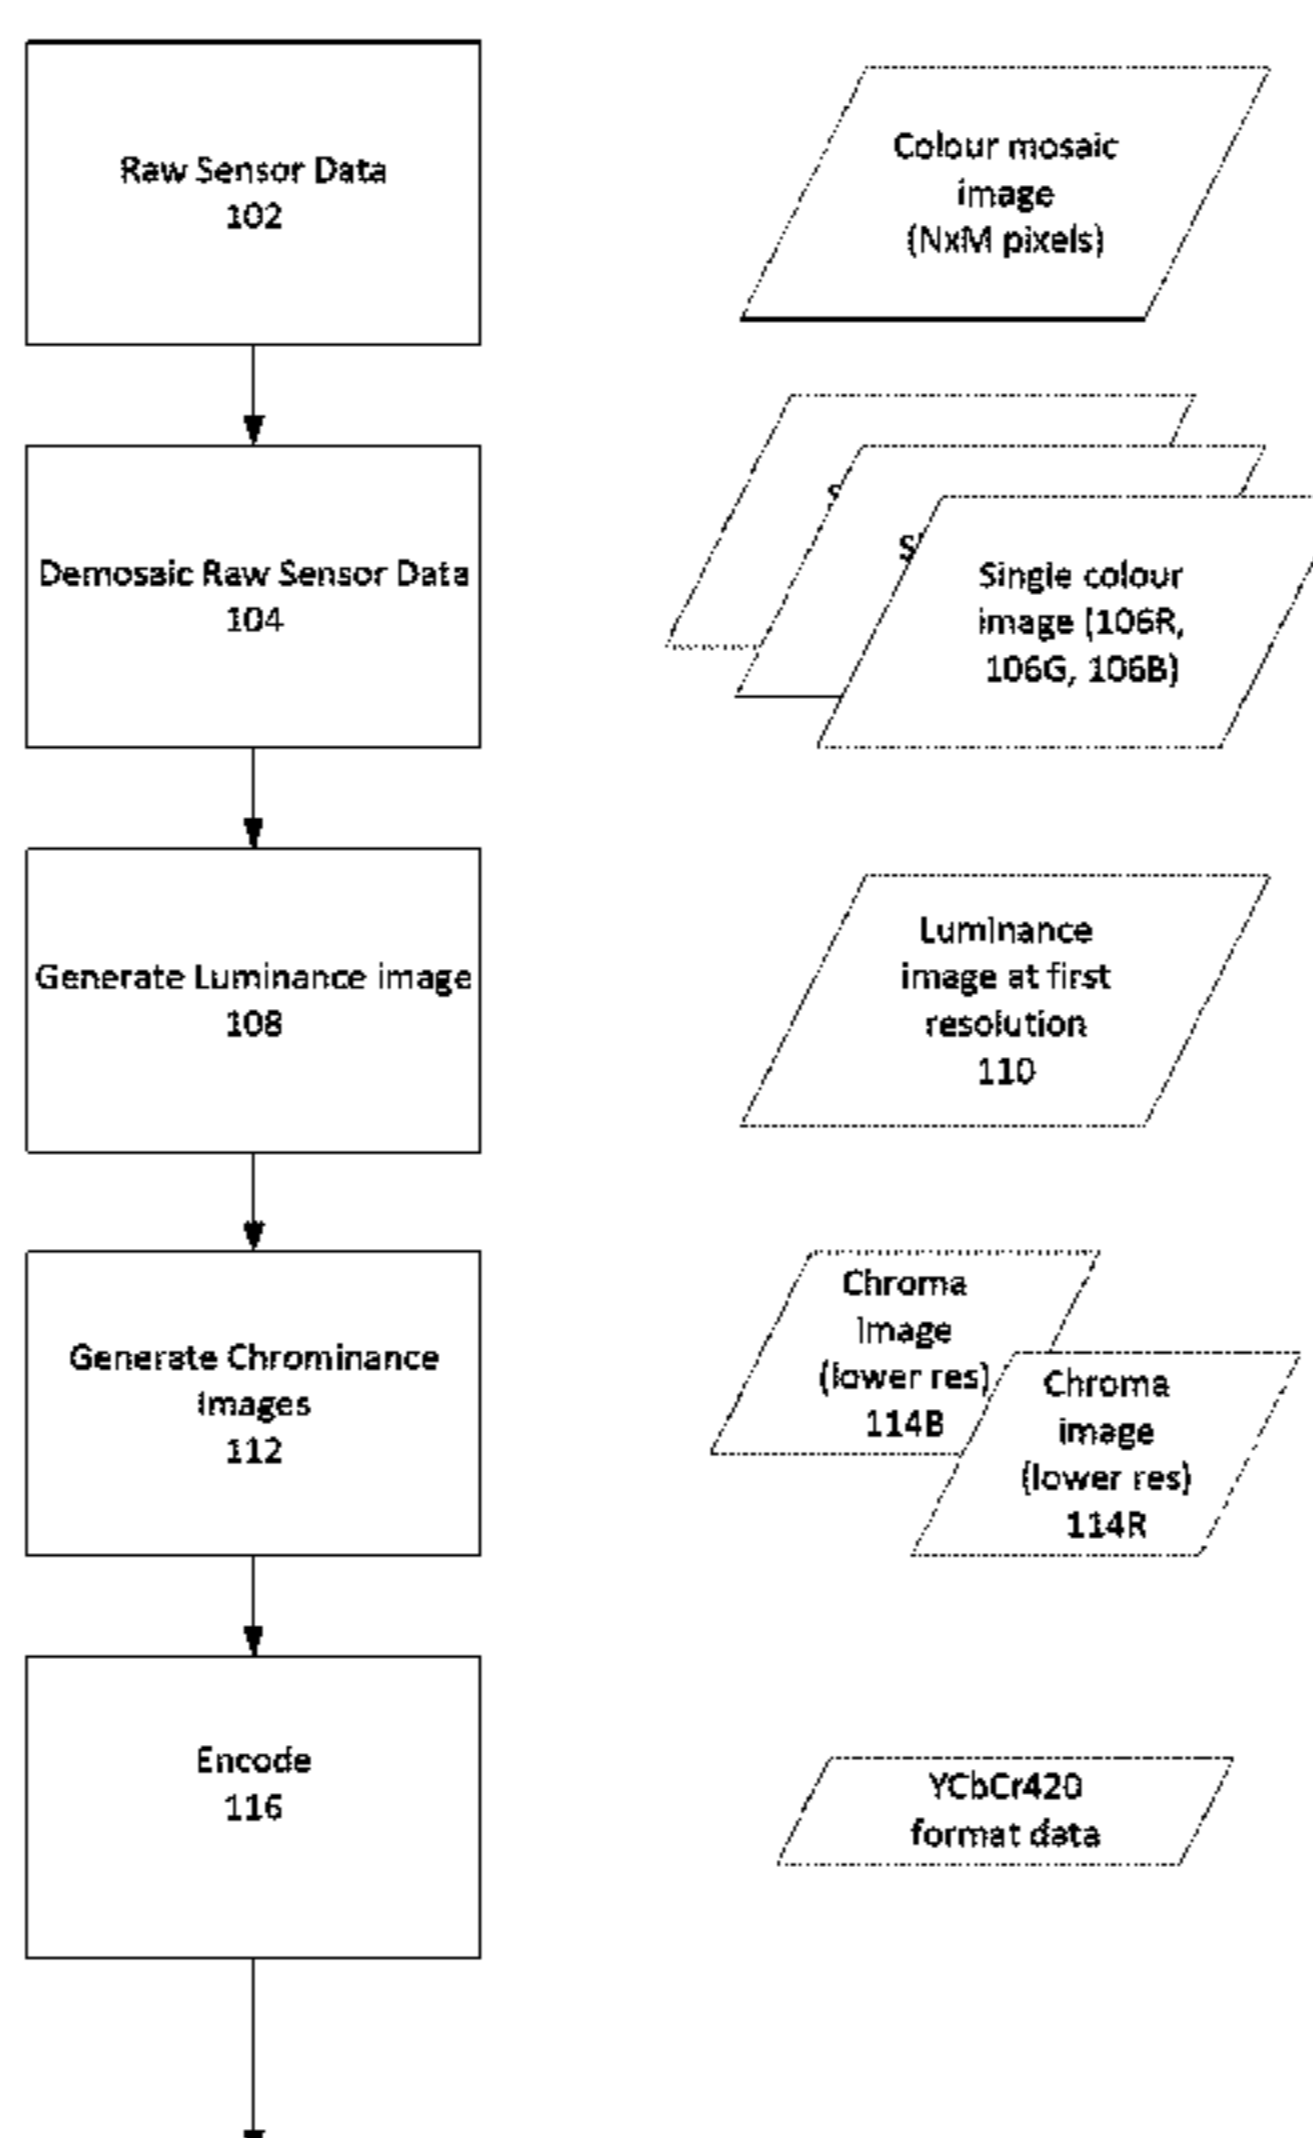 Raw Sensor Data
102
Colour mosaic
image
(NxM pixels)
Demosaic Raw Sensor Data
104
Single colour
image (106R,
106G, 106B)
Generate Luminance image
108
Luminance
image at first
resolution
110
Generate Chrominance
Images
112
Chroma
Image
(lower res)
114B
Chroma
image
(lower res)
114R
Encode
116
YCbCr420
format data